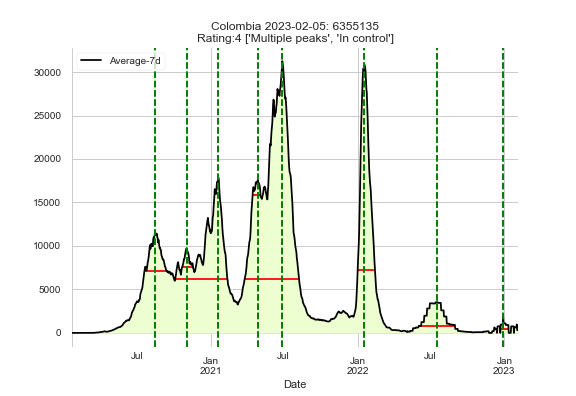 Colombia 2023-02-05: 6355135
Rating:4 ['Multiple peaks', 'In control']
Average-7d
30000
25000
20000
15000
10000
5000
0
Jul
Jan
2021
Jul
Jan
2022
Jul
Jan
2023
Date